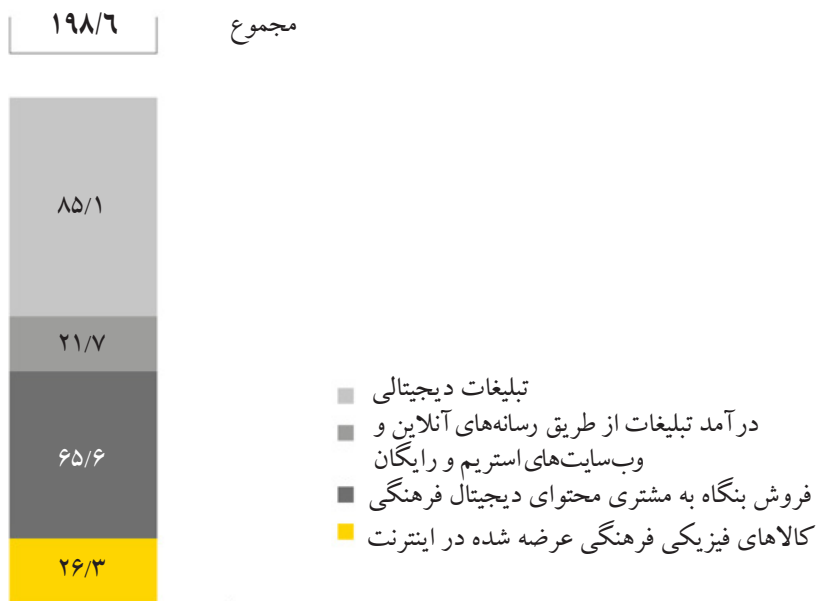 مجموع ۱۹۸/۶
۸۵/۱
۲۱/۷
۶۵/۶
۲۶/۳
تبلیغات دیجیتالی
درآمد تبلیغات از طریق رسانه‌های آنلاین و
وب‌سایت‌های استریم و رایگان
فروش بنگاه به مشتری محتوای دیجیتال فرهنگی
کالاهای فیزیکی فرهنگی عرضه شده در اینترنت